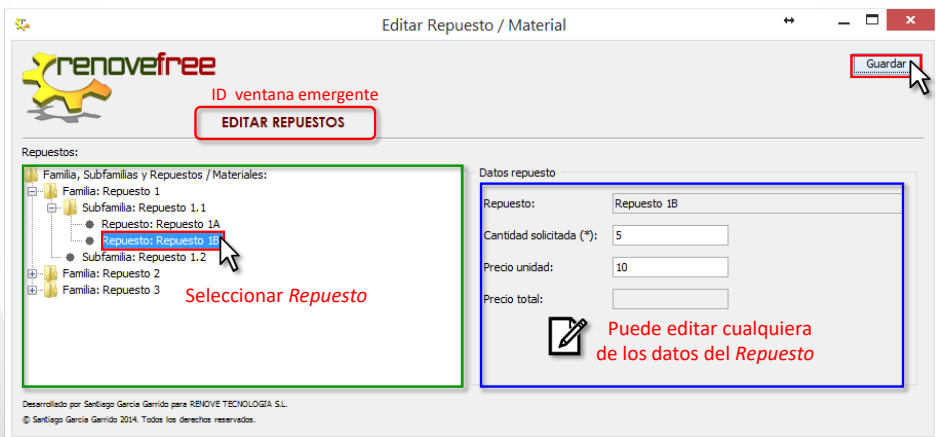 Editar Repuesto / Material
renovefree
Guardar
ID ventana emergente
EDITAR REPUESTOS
Repuestos:
Familia, Subfamilias y Repuestos / Materiales:
Familia: Repuesto 1
Subfamilia: Repuesto 1.1
Repuesto: Repuesto 1A
Repuesto: Repuesto 1B
Subfamilia: Repuesto 1.2
Familia: Repuesto 2
Familia: Repuesto 3
Seleccionar Repuesto
Datos repuesto
Repuesto: Repuesto 1B
Cantidad solicitada (*): 5
Precio unidad: 10
Precio total:
Puede editar cualquiera
de los datos del Repuesto
Desarrollado por Santiago Garcia Garrido para RENOVE TECNOLOGIA S.L.
© Santiago Garcia Garrido 2014. Todos los derechos reservados.